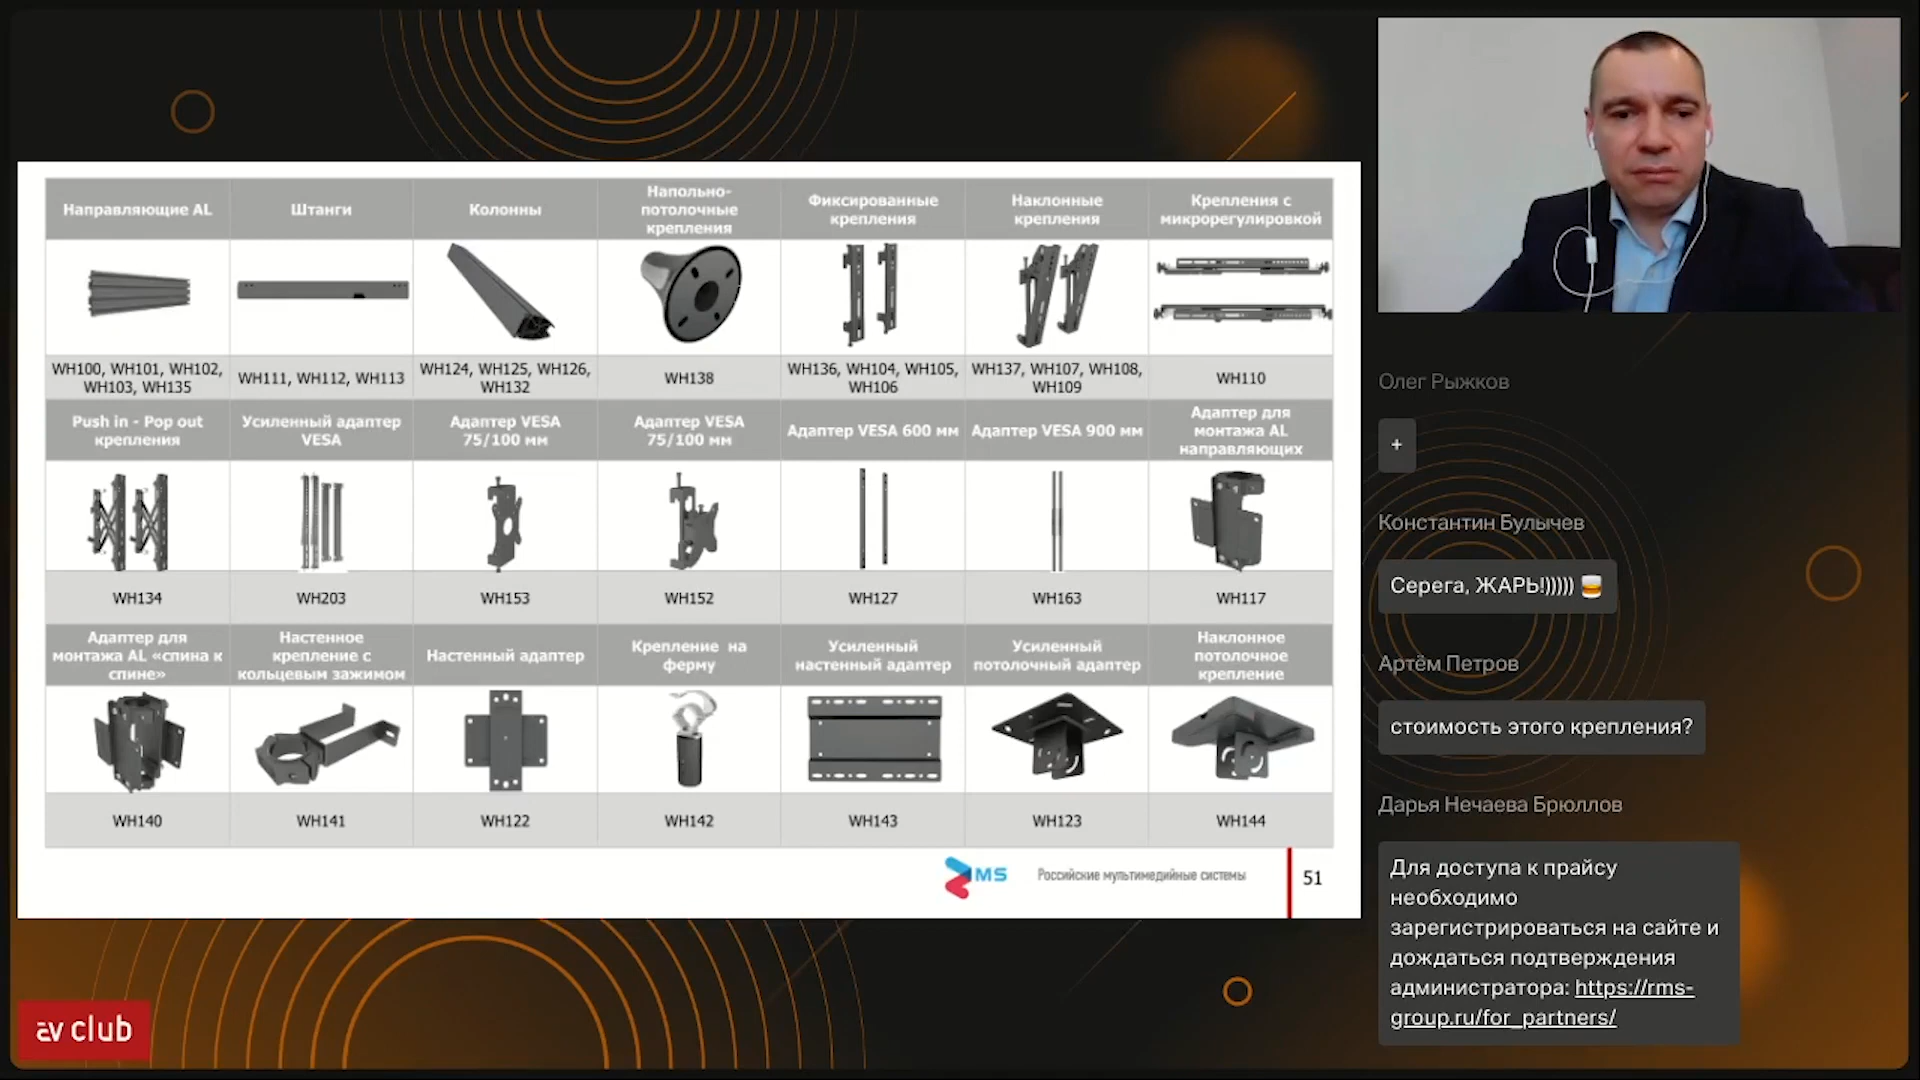 Направляющие AL
Штанги
Колонны
Напольно-
потолочные
крепления
Фиксированные
крепления
Наклонные
крепления
Крепления с
микрорегулировкой
WH100, WH101, WH102,
WH103, WH135
WH111, WH112, WH113
WH124, WH125, WH126,
WH132
WH138
WH136, WH104, WH105,
WH106
WH137, WH107, WH108,
WH109
WH110
Push in - Pop out
крепления
Усиленный адаптер
VESA
Адаптер VESA
75/100 мм
Адаптер VESA
75/100 мм
Адаптер VESA 600 мм
Адаптер VESA 900 мм
Адаптер для
монтажа AL
направляющих
WH134
WH203
WH153
WH152
WH127
WH163
WH117
Адаптер для
монтажа AL «спина к
спине»
Настенное
крепление с
кольцевым зажимом
Настенный адаптер
Крепление на
ферму
Усиленный
настенный адаптер
Усиленный
потолочный адаптер
Наклонное
потолочное
крепление
WH140
WH141
WH122
WH142
WH143
WH123
WH144
MS
Российские мультимедийные системы
51
av club
Олег Рыжков
+
Константин Булычев
Серега, ЖАРЬ!))))) 🥃
Артём Петров
стоимость этого крепления?
Дарья Нечаева Брюллов
Для доступа к прайсу
необходимо
зарегистрироваться на сайте и
дождаться подтверждения
администратора: https://rms-
group.ru/for_partners/